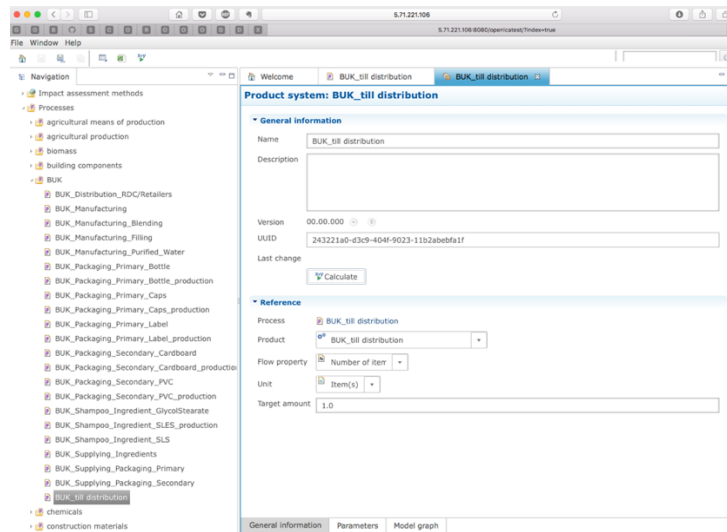 5.71.221.106
5.71.221.106:8080/openlcatest/?index=true
File Window Help
Navigation
Impact assessment methods
Processes
agricultural means of production
agricultural production
biomass
building components
BUK
BUK_Distribution_RDC/Retailers
BUK_Manufacturing
BUK_Manufacturing_Blending
BUK_Manufacturing_Filling
BUK_Manufacturing_Purified_Water
BUK_Packaging_Primary_Bottle
BUK_Packaging_Primary_Bottle_production
BUK_Packaging_Primary_Caps
BUK_Packaging_Primary_Caps_production
BUK_Packaging_Primary_Label
BUK_Packaging_Primary_Label_production
BUK_Packaging_Secondary_Cardboard
BUK_Packaging_Secondary_Cardboard_production
BUK_Packaging_Secondary_PVC
BUK_Packaging_Secondary_PVC_production
BUK_Shampoo_Ingredient_GlycolStearate
BUK_Shampoo_Ingredient_SLES_production
BUK_Shampoo_Ingredient_SLS
BUK_Supplying_Ingredients
BUK_Supplying_Packaging_Primary
BUK_Supplying_Packaging_Secondary
BUK_till distribution
chemicals
construction materials
Welcome BUK_till distribution BUK_till distribution
Product system: BUK_till distribution
General information
Name BUK_till distribution
Description
Version 00.00.000
UUID 243221a0-d3c9-404f-9023-11b2abebfa1f
Last change
Calculate
Reference
Process BUK_till distribution
Product BUK_till distribution
Flow property Number of item
Unit Item(s)
Target amount 1.0
General information Parameters Model graph